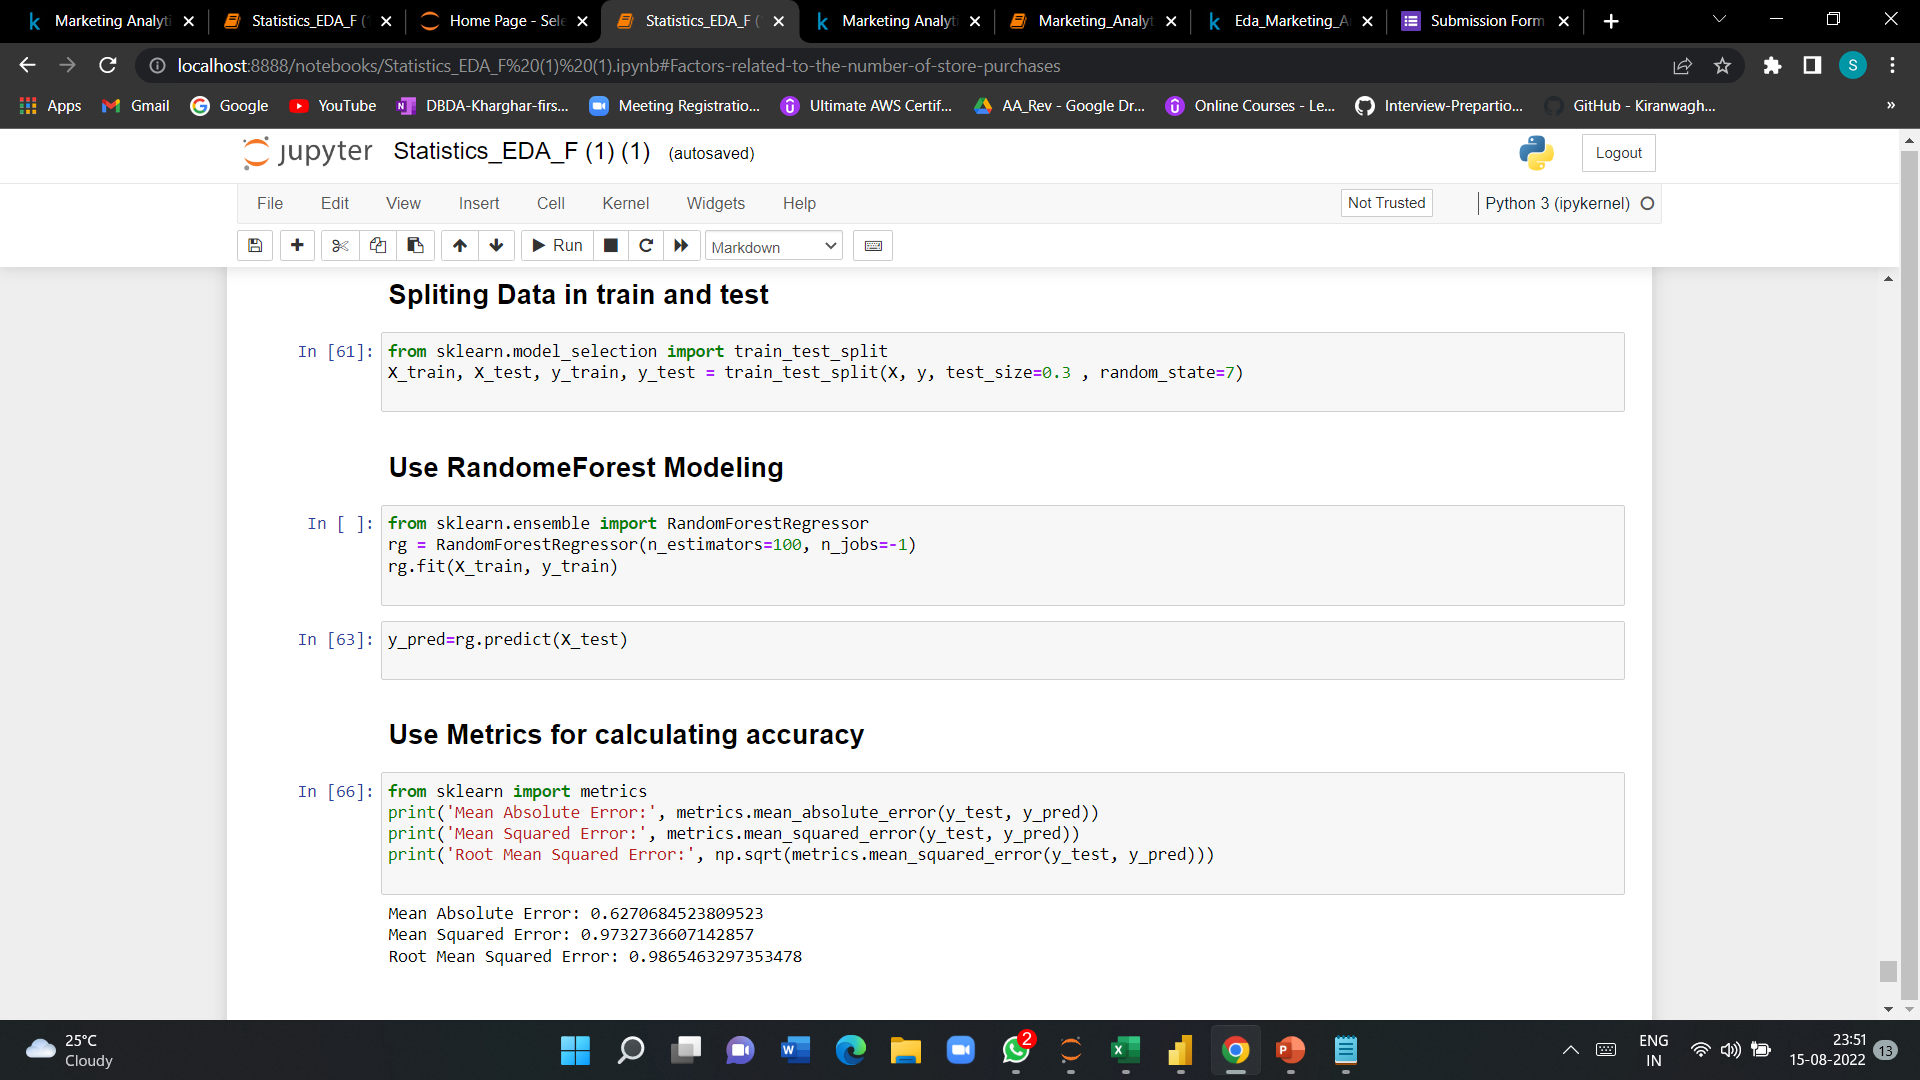 Marketing Analyti
Statistics_EDA_F (
Home Page - Sele
Statistics_EDA_F (
Marketing Analyti
Marketing_Analyt
Eda_Marketing_A
Submission Form
localhost:8888/notebooks/Statistics_EDA_F%20(1)%20(1).ipynb#Factors-related-to-the-number-of-store-purchases
S
Apps
Gmail
Google
YouTube
DBDA-Kharghar-firs...
Meeting Registratio...
Ultimate AWS Certif...
AA_Rev - Google Dr...
Online Courses - Le...
Interview-Prepartio...
GitHub - Kiranwagh...
»
jupyter Statistics_EDA_F (1) (1) (autosaved)
Logout
File Edit View Insert Cell Kernel Widgets Help
Not Trusted
Python 3 (ipykernel)
Run
Markdown
Spliting Data in train and test
In [61]: from sklearn.model_selection import train_test_split
X_train, X_test, y_train, y_test = train_test_split(X, y, test_size=0.3 , random_state=7)
Use RandomeForest Modeling
In [ ]: from sklearn.ensemble import RandomForestRegressor
rg = RandomForestRegressor(n_estimators=100, n_jobs=-1)
rg.fit(X_train, y_train)
In [63]: y_pred=rg.predict(X_test)
Use Metrics for calculating accuracy
In [66]: from sklearn import metrics
print('Mean Absolute Error:', metrics.mean_absolute_error(y_test, y_pred))
print('Mean Squared Error:', metrics.mean_squared_error(y_test, y_pred))
print('Root Mean Squared Error:', np.sqrt(metrics.mean_squared_error(y_test, y_pred)))
Mean Absolute Error: 0.6270684523809523
Mean Squared Error: 0.9732736607142857
Root Mean Squared Error: 0.9865463297353478
25°C
Cloudy
2
ENG
IN
23:51
15-08-2022
13